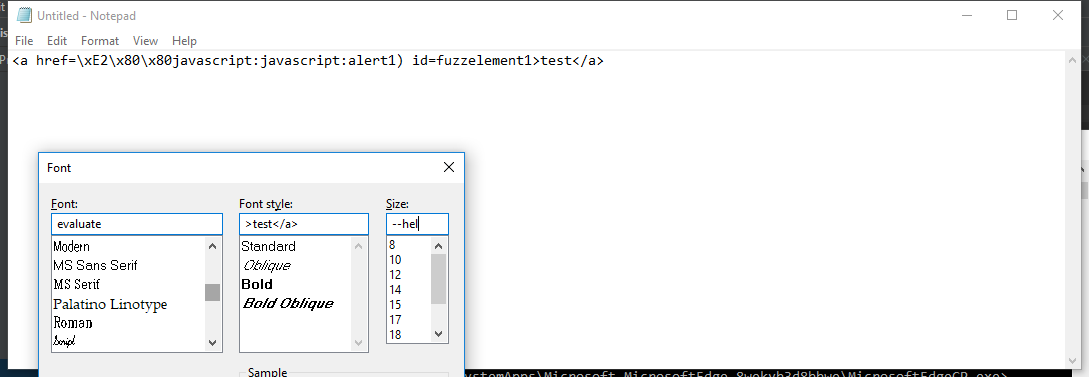 Untitled - Notepad
File Edit Format View Help
<a href=\xE2\x80\x80javascript:javascript:alert1) id=fuzzelement1>test</a>
Font
Font: Font style: Size:
evaluate >test</a> --hel
Modern Standard 8
MS Sans Serif Oblique 10
MS Serif Bold 12
Palatino Linotype Bold Oblique 14
Roman 15
Script 17
18
Sample
ystemApps\Microsoft.MicrosoftEdge_8wekyb3d8bbwe\MicrosoftEdgeCP.exe>